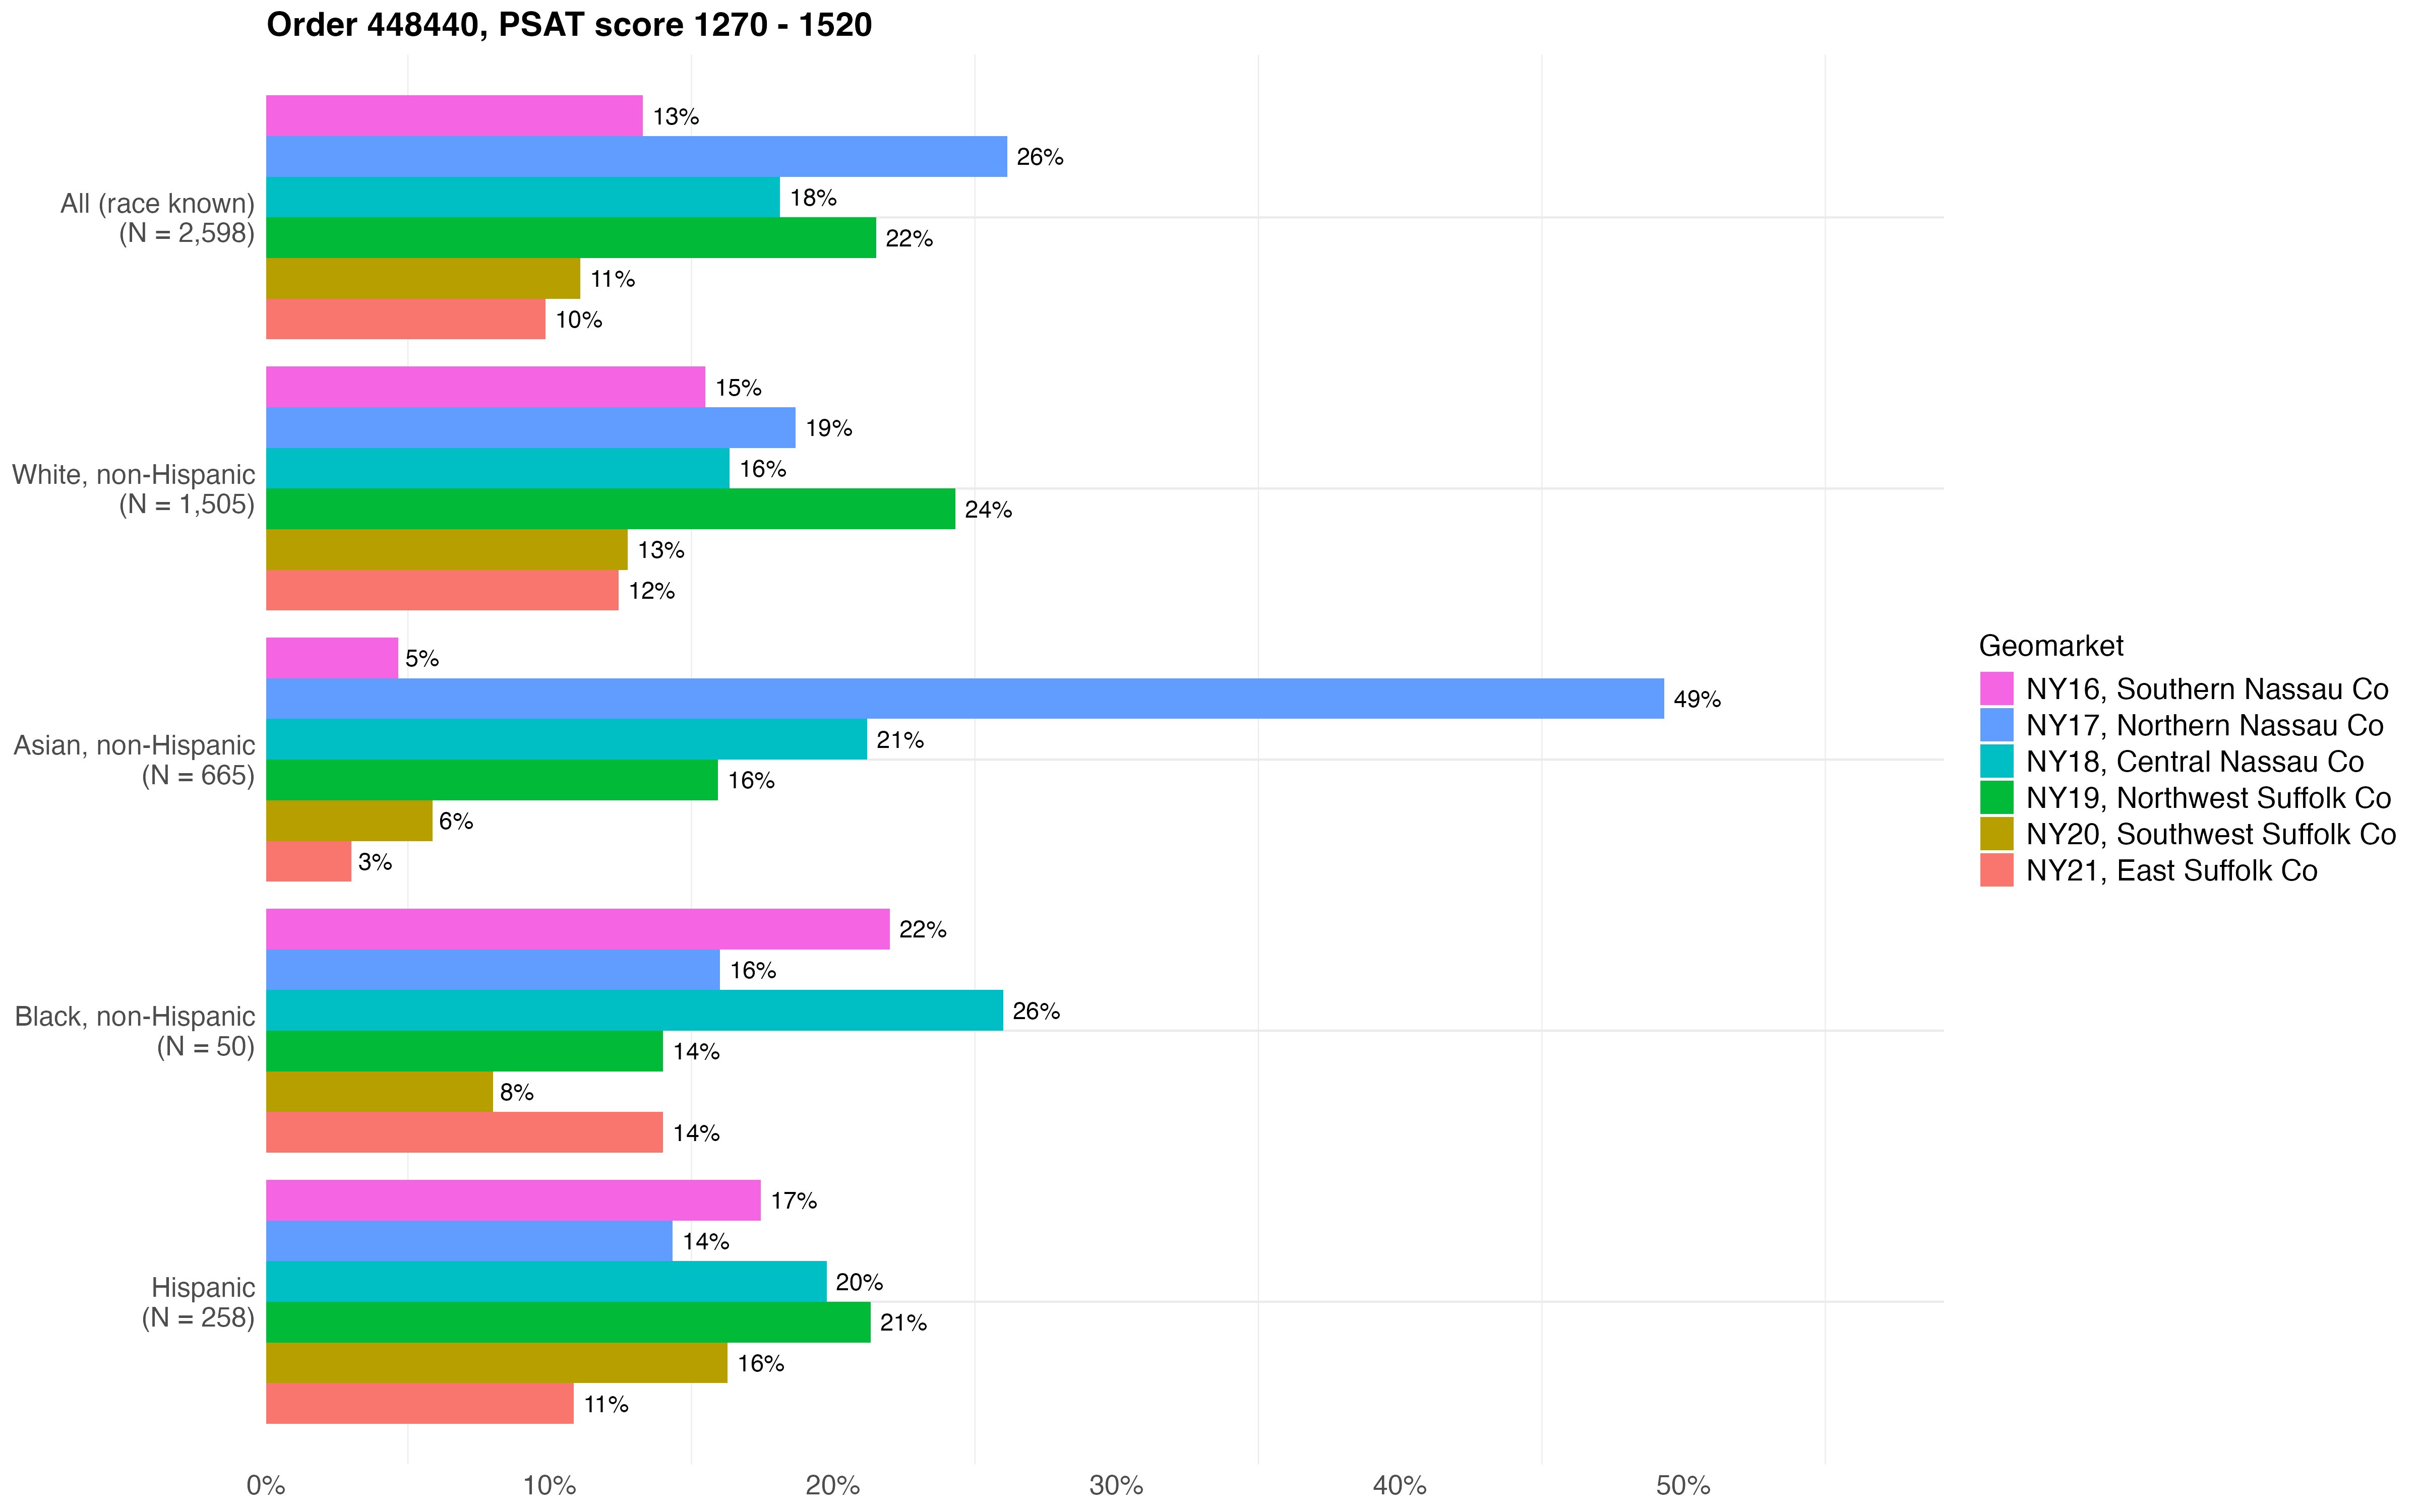 Order 448440, PSAT score 1270 - 1520
All (race known)
(N = 2,598)
13%
26%
18%
22%
11%
10%
White, non-Hispanic
(N = 1,505)
15%
19%
16%
24%
13%
12%
Asian, non-Hispanic
(N = 665)
5%
49%
21%
16%
6%
3%
Black, non-Hispanic
(N = 50)
22%
16%
26%
14%
8%
14%
Hispanic
(N = 258)
17%
14%
20%
21%
16%
11%
0%
10%
20%
30%
40%
50%
Geomarket
NY16, Southern Nassau Co
NY17, Northern Nassau Co
NY18, Central Nassau Co
NY19, Northwest Suffolk Co
NY20, Southwest Suffolk Co
NY21, East Suffolk Co